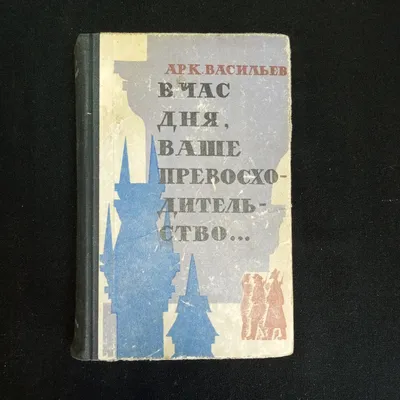 АРК. ВАСИЛЬЕВ
В ЧАС
ДНЯ,
ВАШЕ
ПРЕВОСХО-
ДИТЕЛЬ-
СТВО...